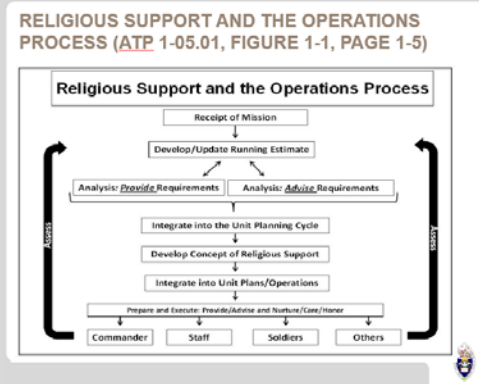 RELIGIOUS SUPPORT AND THE OPERATIONS
PROCESS (ATP 1-05.01, FIGURE 1-1, PAGE 1-5)
Religious Support and the Operations Process
Receipt of Mission
Develop/Update Running Estimate
Analysis: Provide Requirements
Analysis: Advise Requirements
Integrate into the Unit Planning Cycle
Develop Concept of Religious Support
Integrate into Unit Plans/Operations
Prepare and Execute: Provide/Advise and Nurture/Care/Honor
Commander
Staff
Soldiers
Others
Assess
Assess